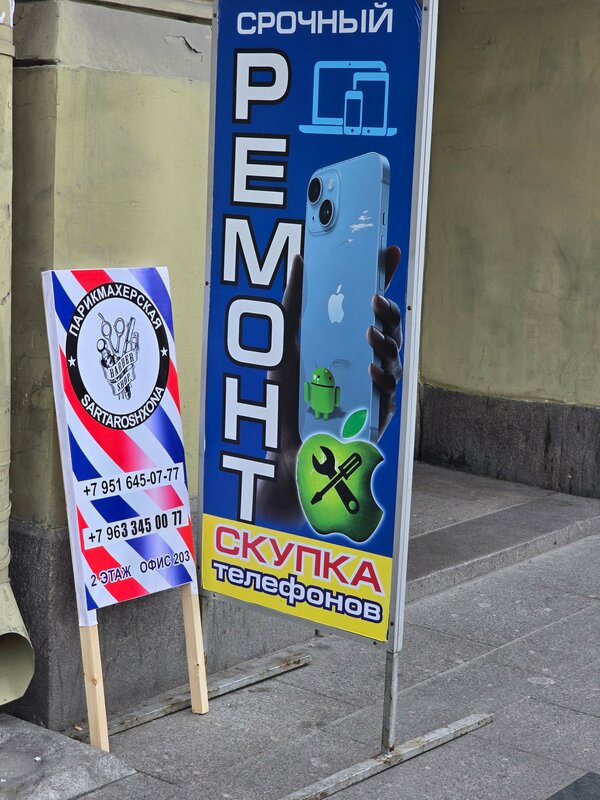 ПАРИКМАХЕРСКАЯ
BARBER
SHOP
SARTAROSHXONA
+7 951 645-07-77
+7 963 345 00 77
2 ЭТАЖ ОФИС 203
СРОЧНЫЙ
РЕМОНТ
СКУПКА
телефонов